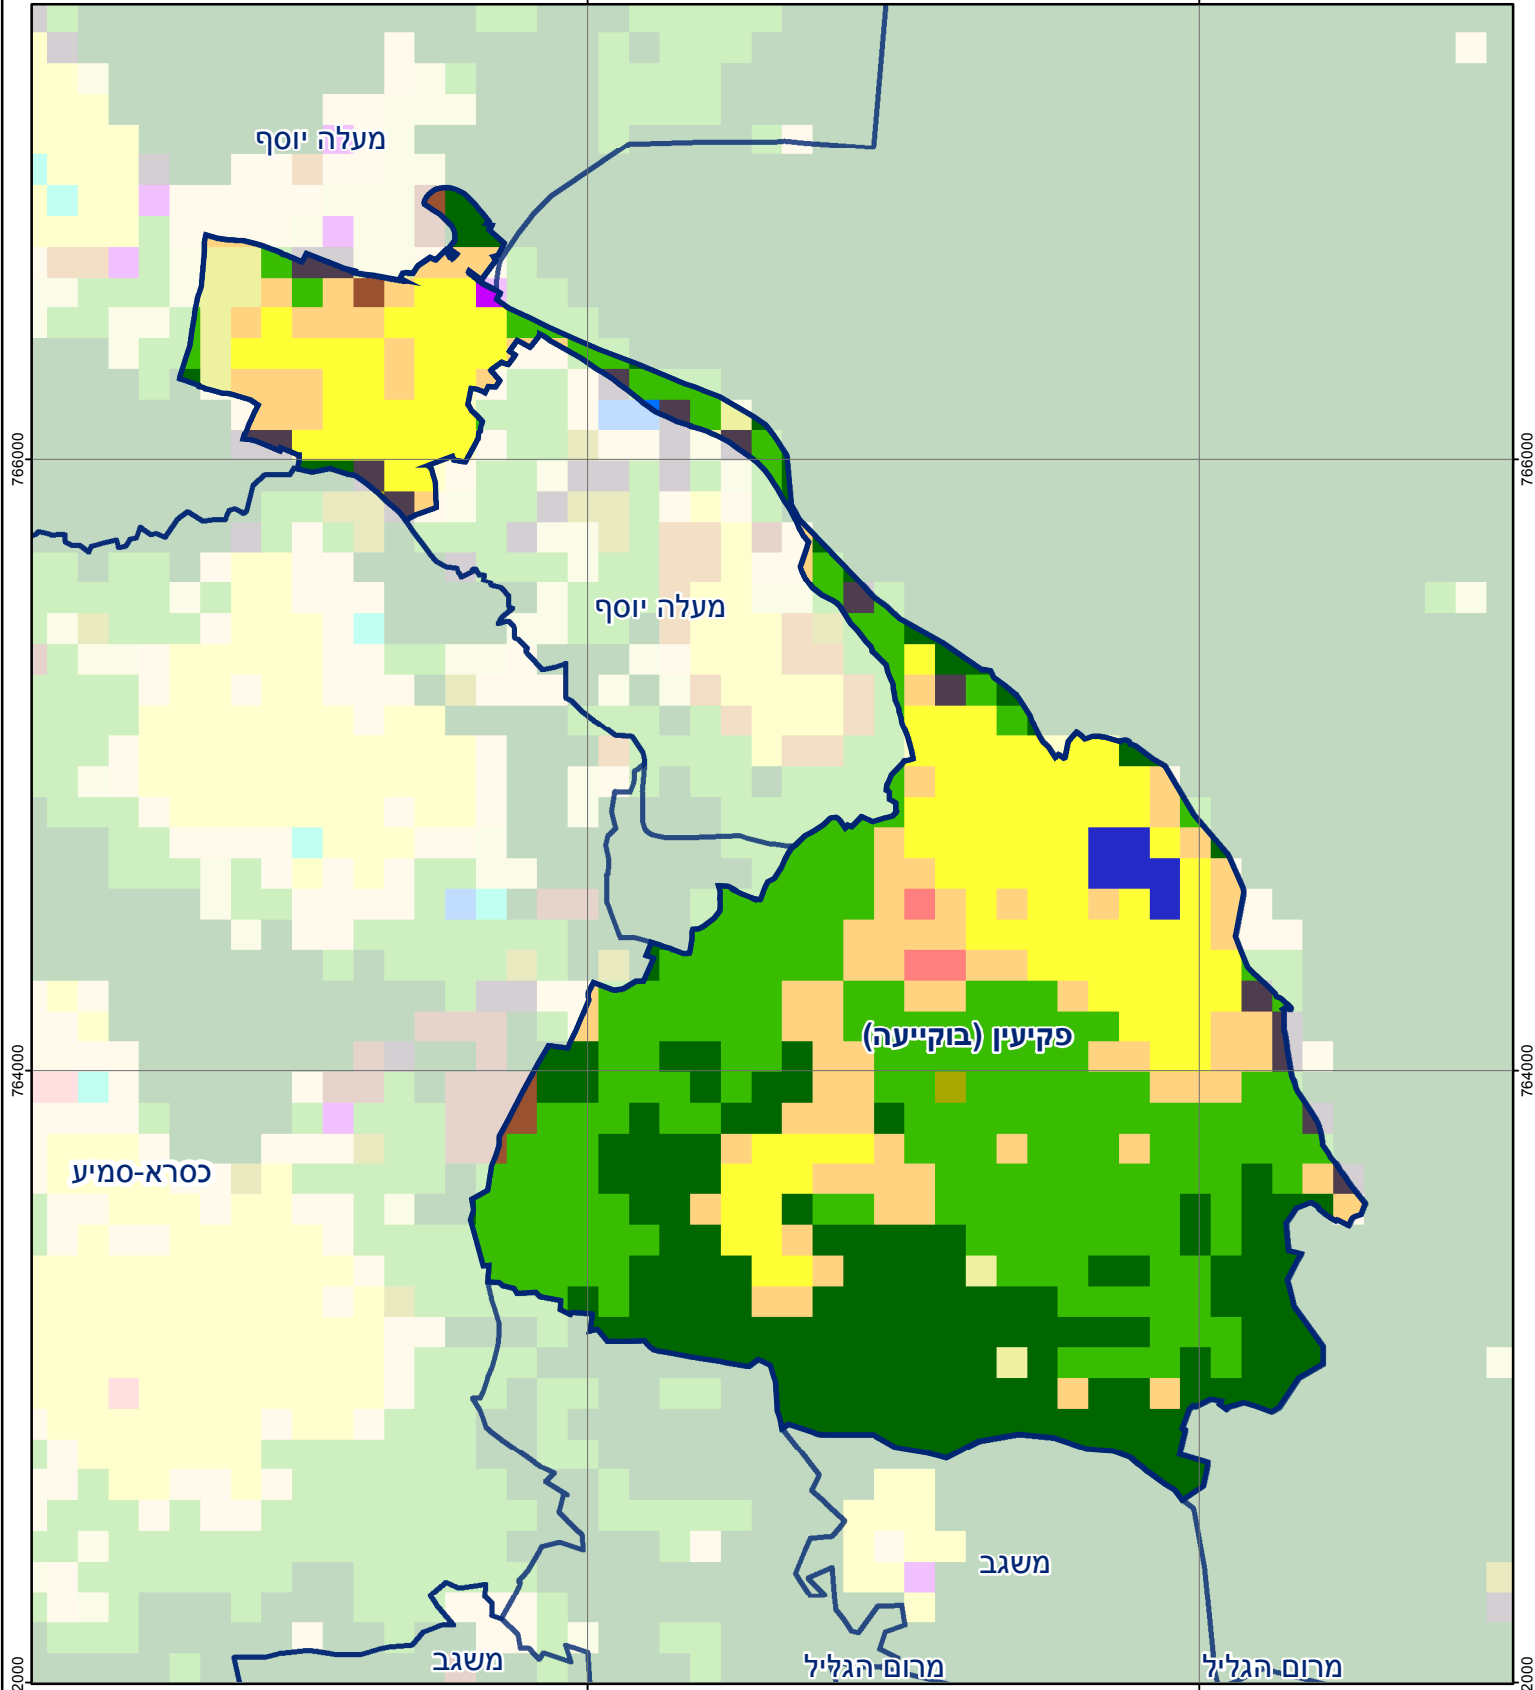 מעלה יוסף
766000
766000
מעלה יוסף
פקיעין (בוקייעה)
764000
764000
כסרא-סמיע
משגב
משגב
מרום הגליל
מרום הגליל
2000
2000